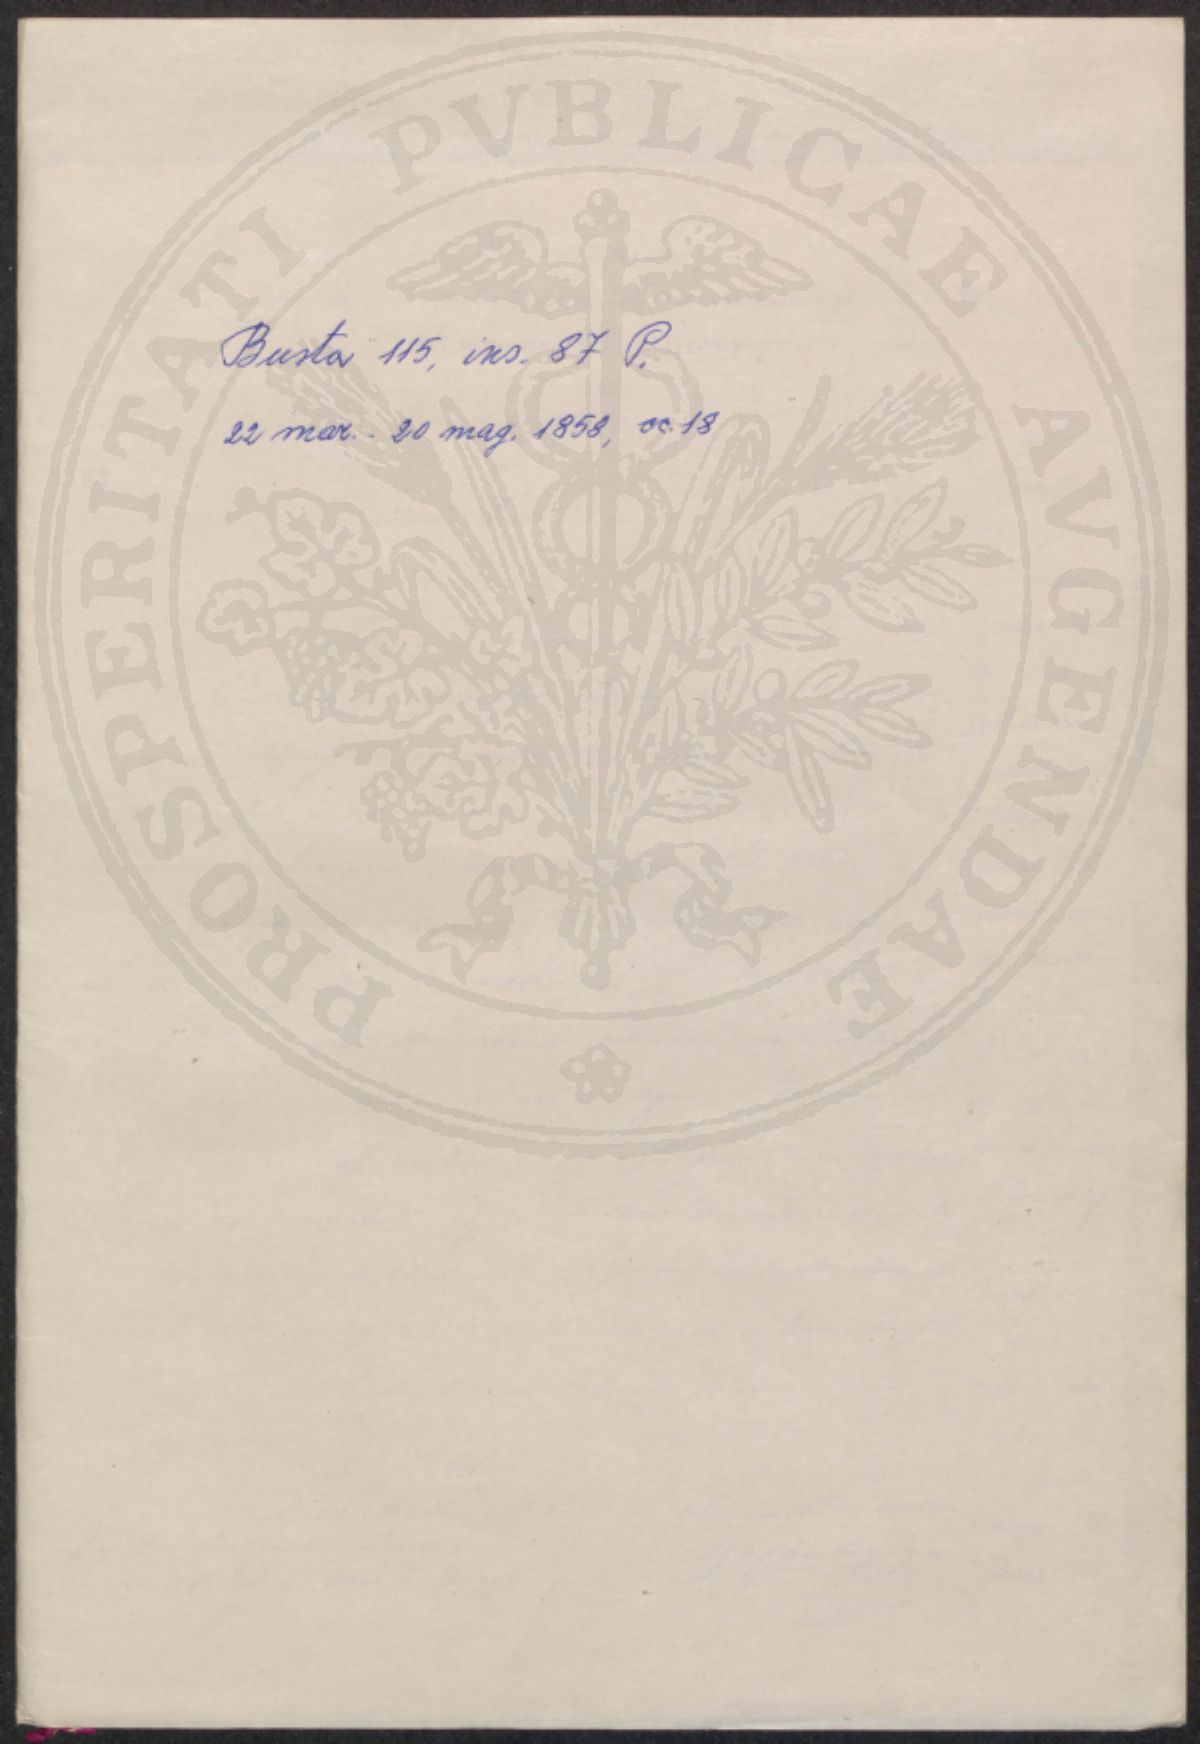 PROSPERITATI PVBLICAE AVGENDAE
Busta 115, ins. 87 P.
22 mar. - 20 mag. 1858, cc. 18